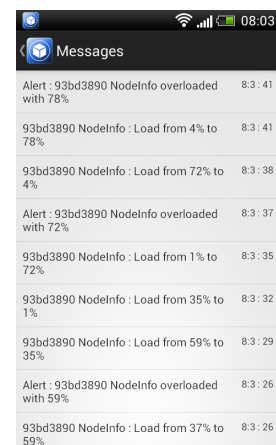 08:03
Messages
Alert : 93bd3890 NodeInfo overloaded 8:3 : 41
with 78%
93bd3890 NodeInfo : Load from 4% to 8:3 : 41
78%
93bd3890 NodeInfo : Load from 72% to 8:3 : 38
4%
Alert : 93bd3890 NodeInfo overloaded 8:3 : 37
with 72%
93bd3890 NodeInfo : Load from 1% to 8:3 : 35
72%
93bd3890 NodeInfo : Load from 35% to 8:3 : 32
1%
93bd3890 NodeInfo : Load from 59% to 8:3 : 29
35%
Alert : 93bd3890 NodeInfo overloaded 8:3 : 26
with 59%
93bd3890 NodeInfo : Load from 37% to 8:3 : 26
59%